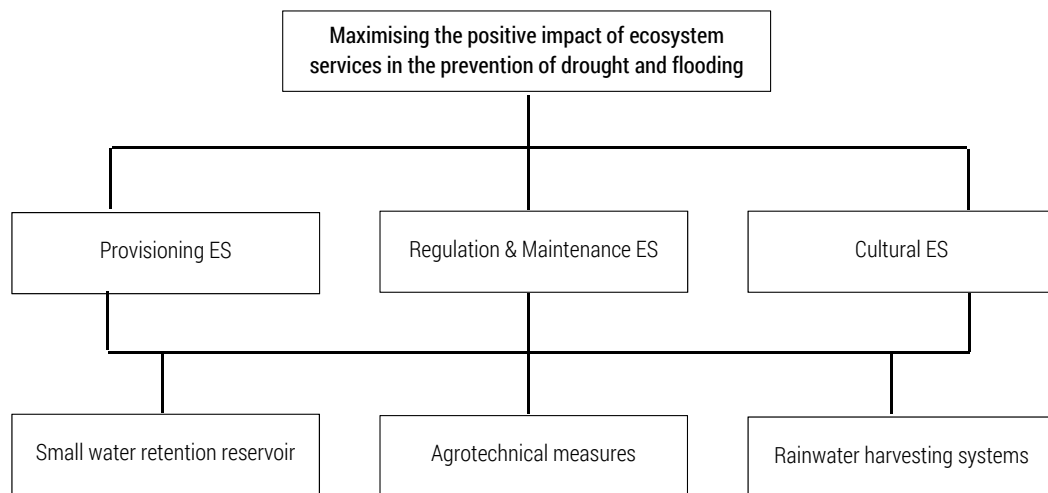 Maximising the positive impact of ecosystem
services in the prevention of drought and flooding
Provisioning ES
Regulation & Maintenance ES
Cultural ES
Small water retention reservoir
Agrotechnical measures
Rainwater harvesting systems